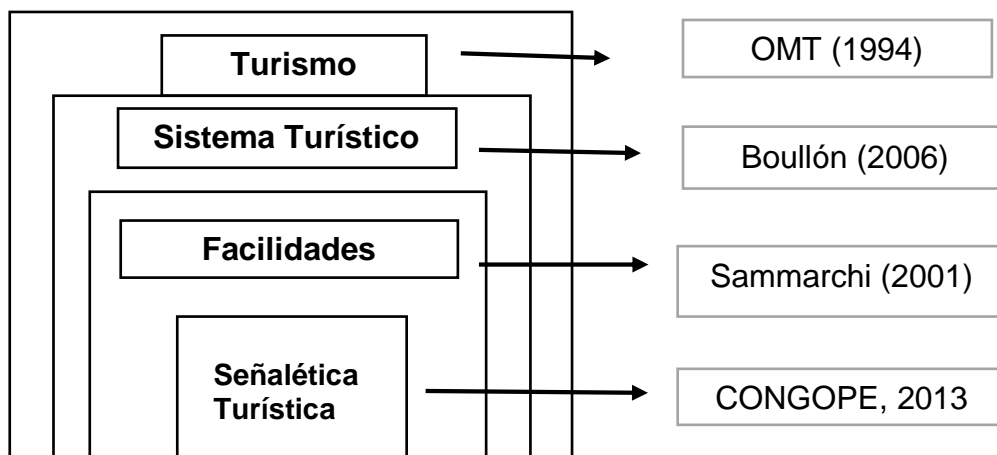 Turismo
OMT (1994)
Sistema Turístico
Boullón (2006)
Facilidades
Sammarchi (2001)
Señalética
Turística
CONGOPE, 2013